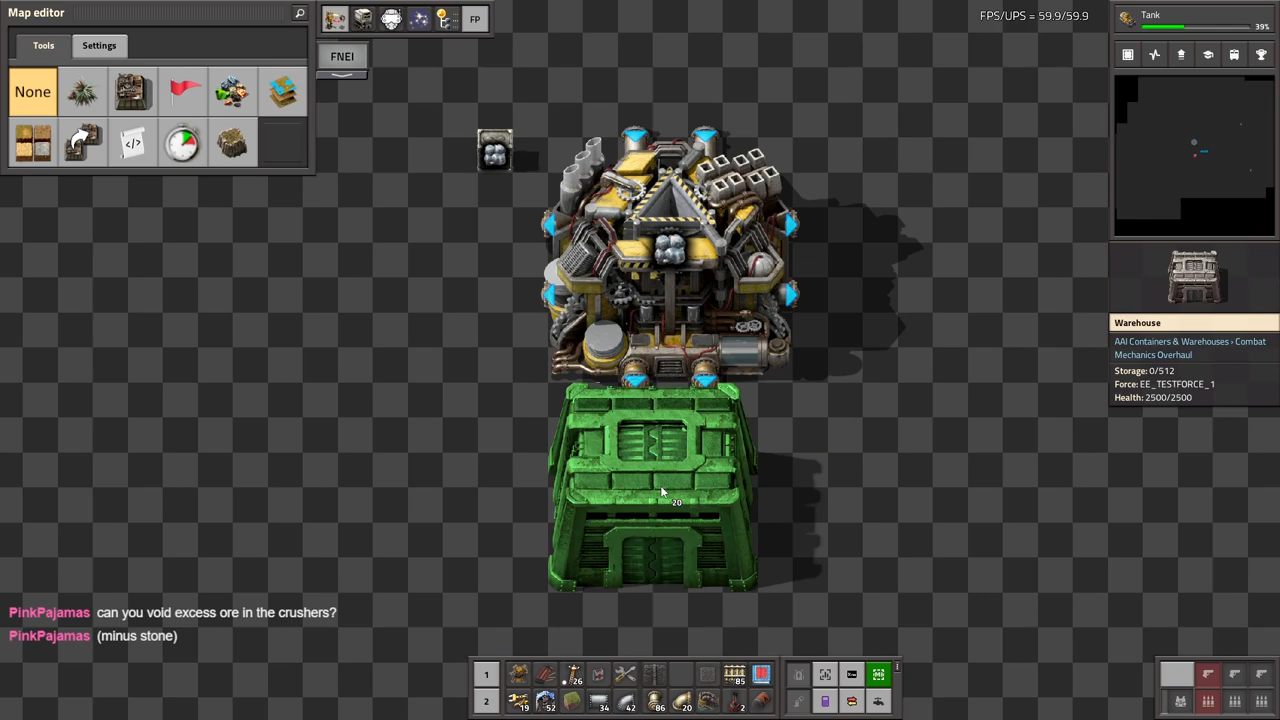 Map editor
Tools
Settings
None
</>
FP
FNEI
FPS/UPS = 59.9/59.9
Tank
39%
Warehouse
AAI Containers & Warehouses › Combat
Mechanics Overhaul
Storage: 0/512
Force: EE_TESTFORCE_1
Health: 2500/2500
20
PinkPajamas can you void excess ore in the crushers?
PinkPajamas (minus stone)
1
26
85
2
19
52
34
42
86
20
2